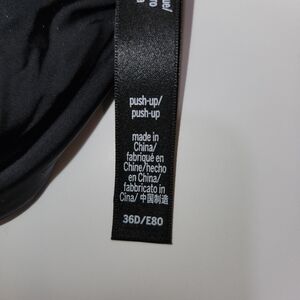 push-up/
push-up
made in
China/
fabriqué en
Chine/hecho
en China/
fabbricato in
Cina/ 中国制造
36D/E80